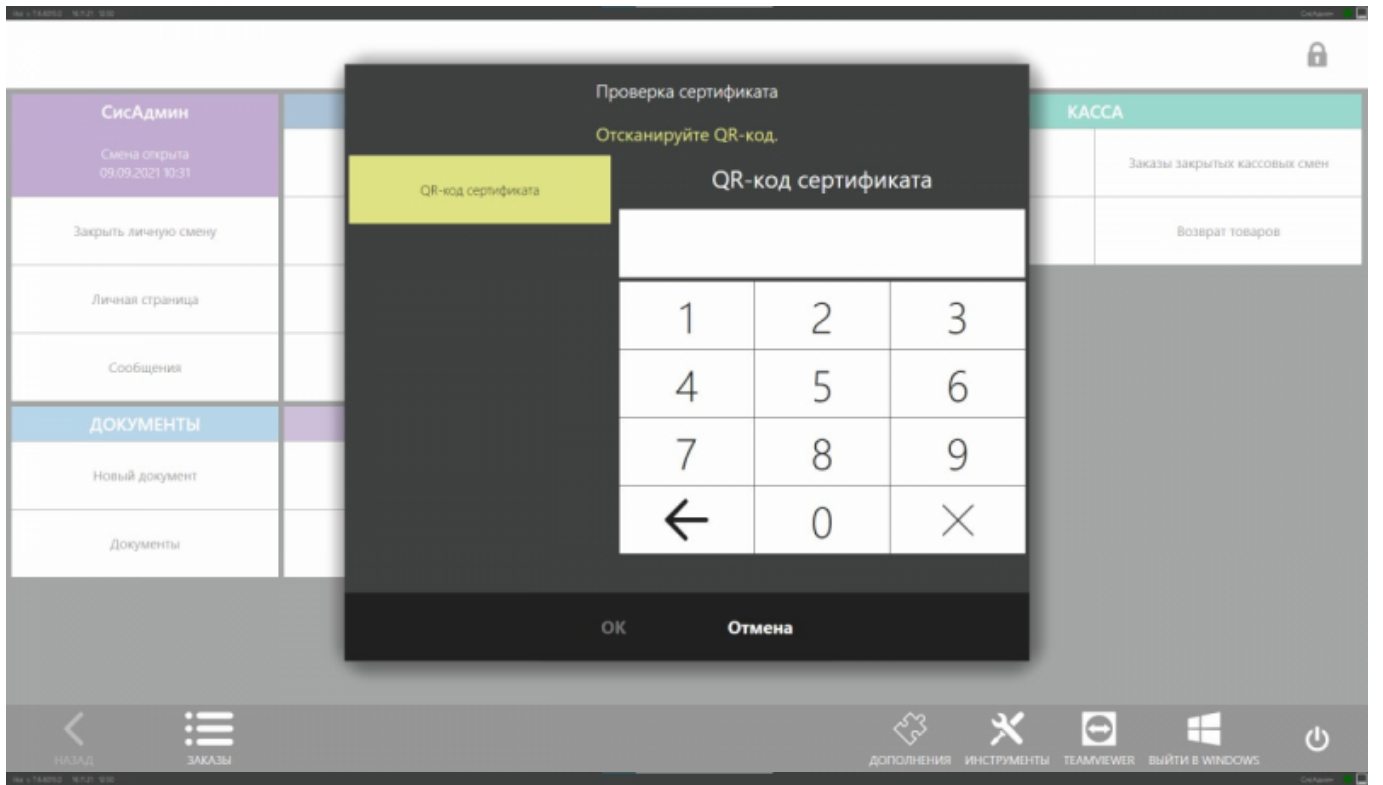 СисАдмин
Проверка сертификата
Отсканируйте QR-код.
QR-код сертификата
QR-код сертификата
1 2 3
4 5 6
7 8 9
0
OK Отмена
СисАдмин
Смена открыта
09.09.2021 10:31
Закрыть личную смену
Личная страница
Сообщения
ДОКУМЕНТЫ
Новый документ
Документы
КАССА
Заказы закрытых кассовых смен
Возврат товаров
НАЗАД
ЗАКАЗЫ
ДОПОЛНЕНИЯ
ИНСТРУМЕНТЫ
TEAMVIEWER
ВЫЙТИ В WINDOWS
СисАдмин